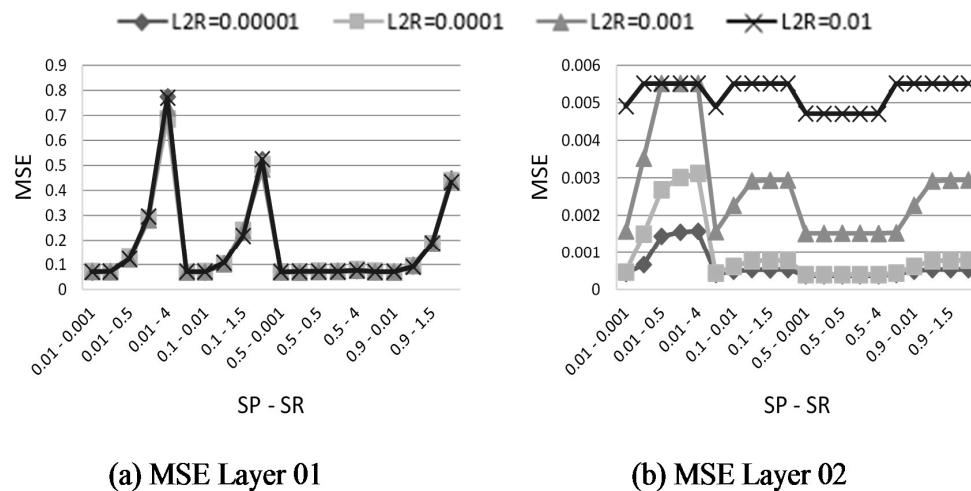 L2R=0.00001 L2R=0.0001 L2R=0.001 L2R=0.01
0.9
0.8
0.7
0.6
0.5
0.4
0.3
0.2
0.1
0
MSE
0.01 - 0.001
0.01 - 0.5
0.01 - 4
0.1 - 0.01
0.1 - 1.5
0.5 - 0.001
0.5 - 0.5
0.5 - 4
0.9 - 0.01
0.9 - 1.5
SP - SR
(a) MSE Layer 01
0.006
0.005
0.004
0.003
0.002
0.001
0
MSE
0.01 - 0.001
0.01 - 0.5
0.01 - 4
0.1 - 0.01
0.1 - 1.5
0.5 - 0.001
0.5 - 0.5
0.5 - 4
0.9 - 0.01
0.9 - 1.5
SP - SR
(b) MSE Layer 02